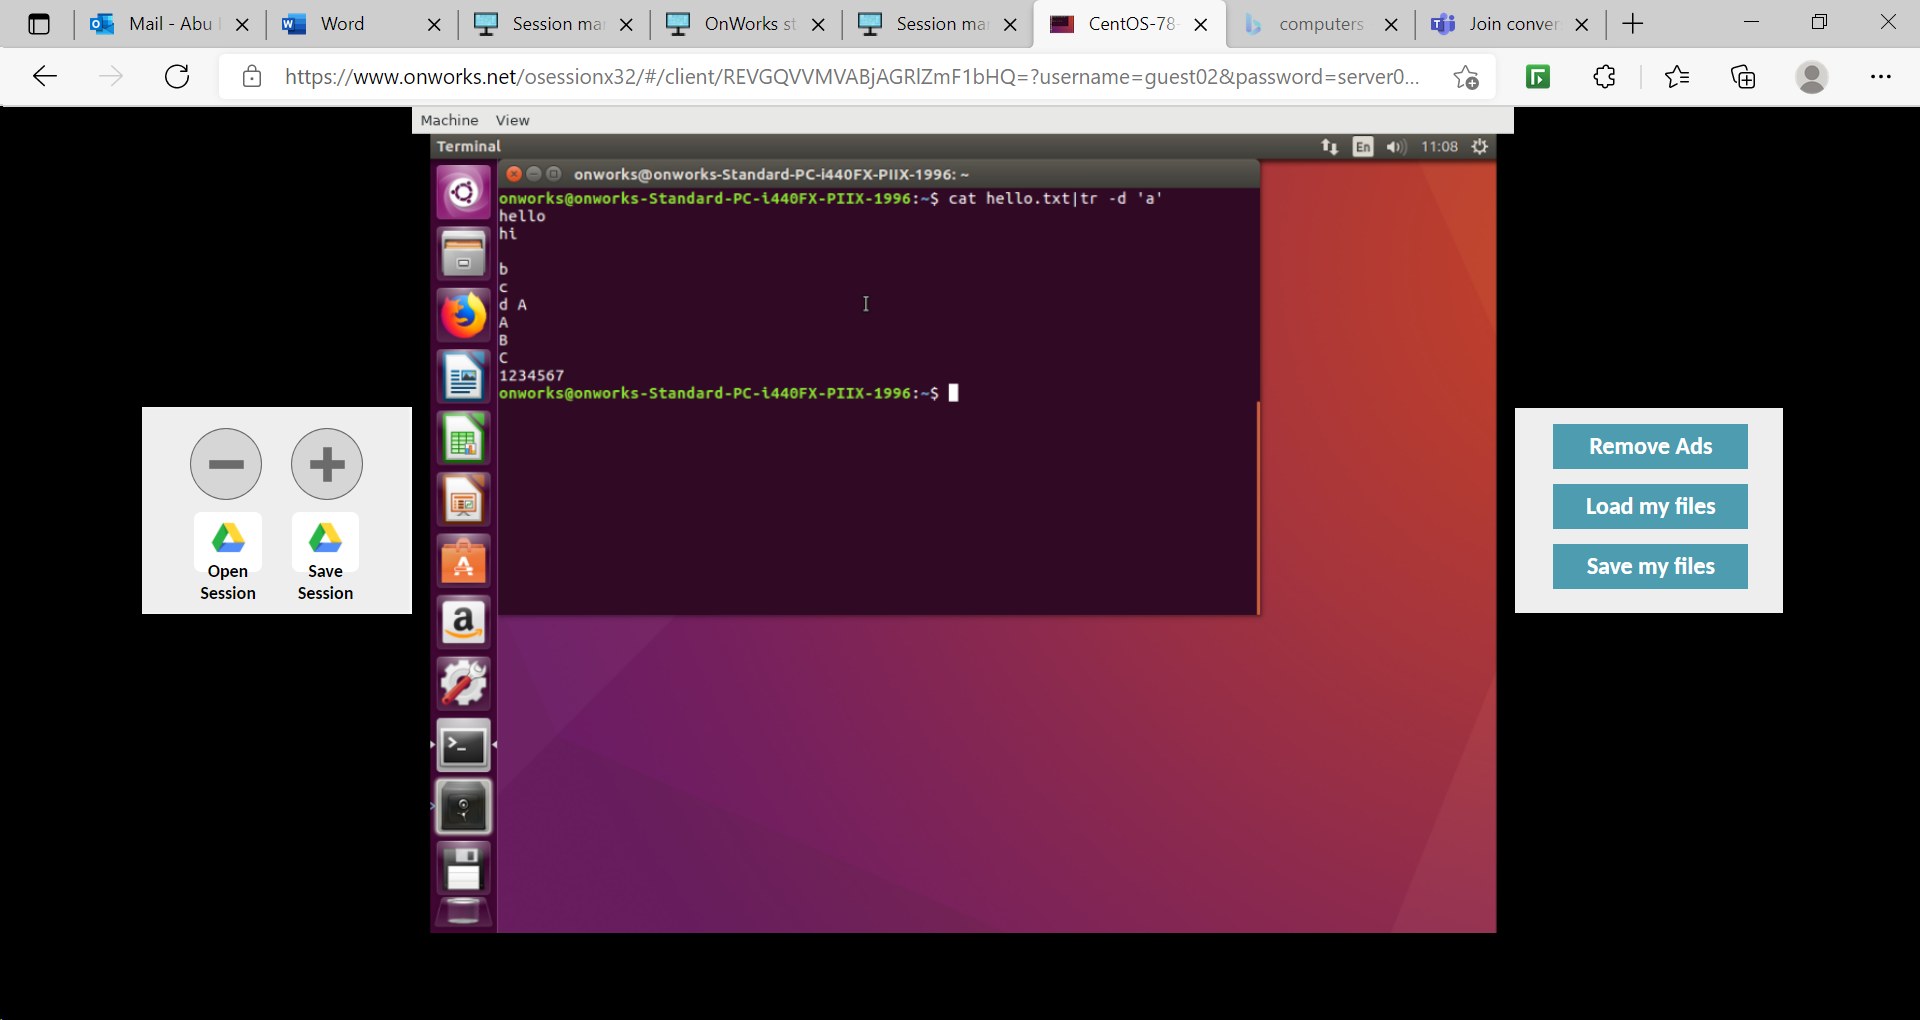 Mail - Abu
Word
Session ma
OnWorks st
Session ma
CentOS-78-
computers
Join conver
https://www.onworks.net/osessionx32/#/client/REVGQVVMVABjAGRlZmF1bHQ=?username=guest02&password=server0...
Machine View
Terminal
En
11:08
onworks@onworks-Standard-PC-i440FX-PIIX-1996: ~
onworks@onworks-Standard-PC-i440FX-PIIX-1996:~$ cat hello.txt|tr -d 'a'
hello
hi
b
c
d A
A
B
C
1234567
onworks@onworks-Standard-PC-i440FX-PIIX-1996:~$
Open
Session
Save
Session
Remove Ads
Load my files
Save my files